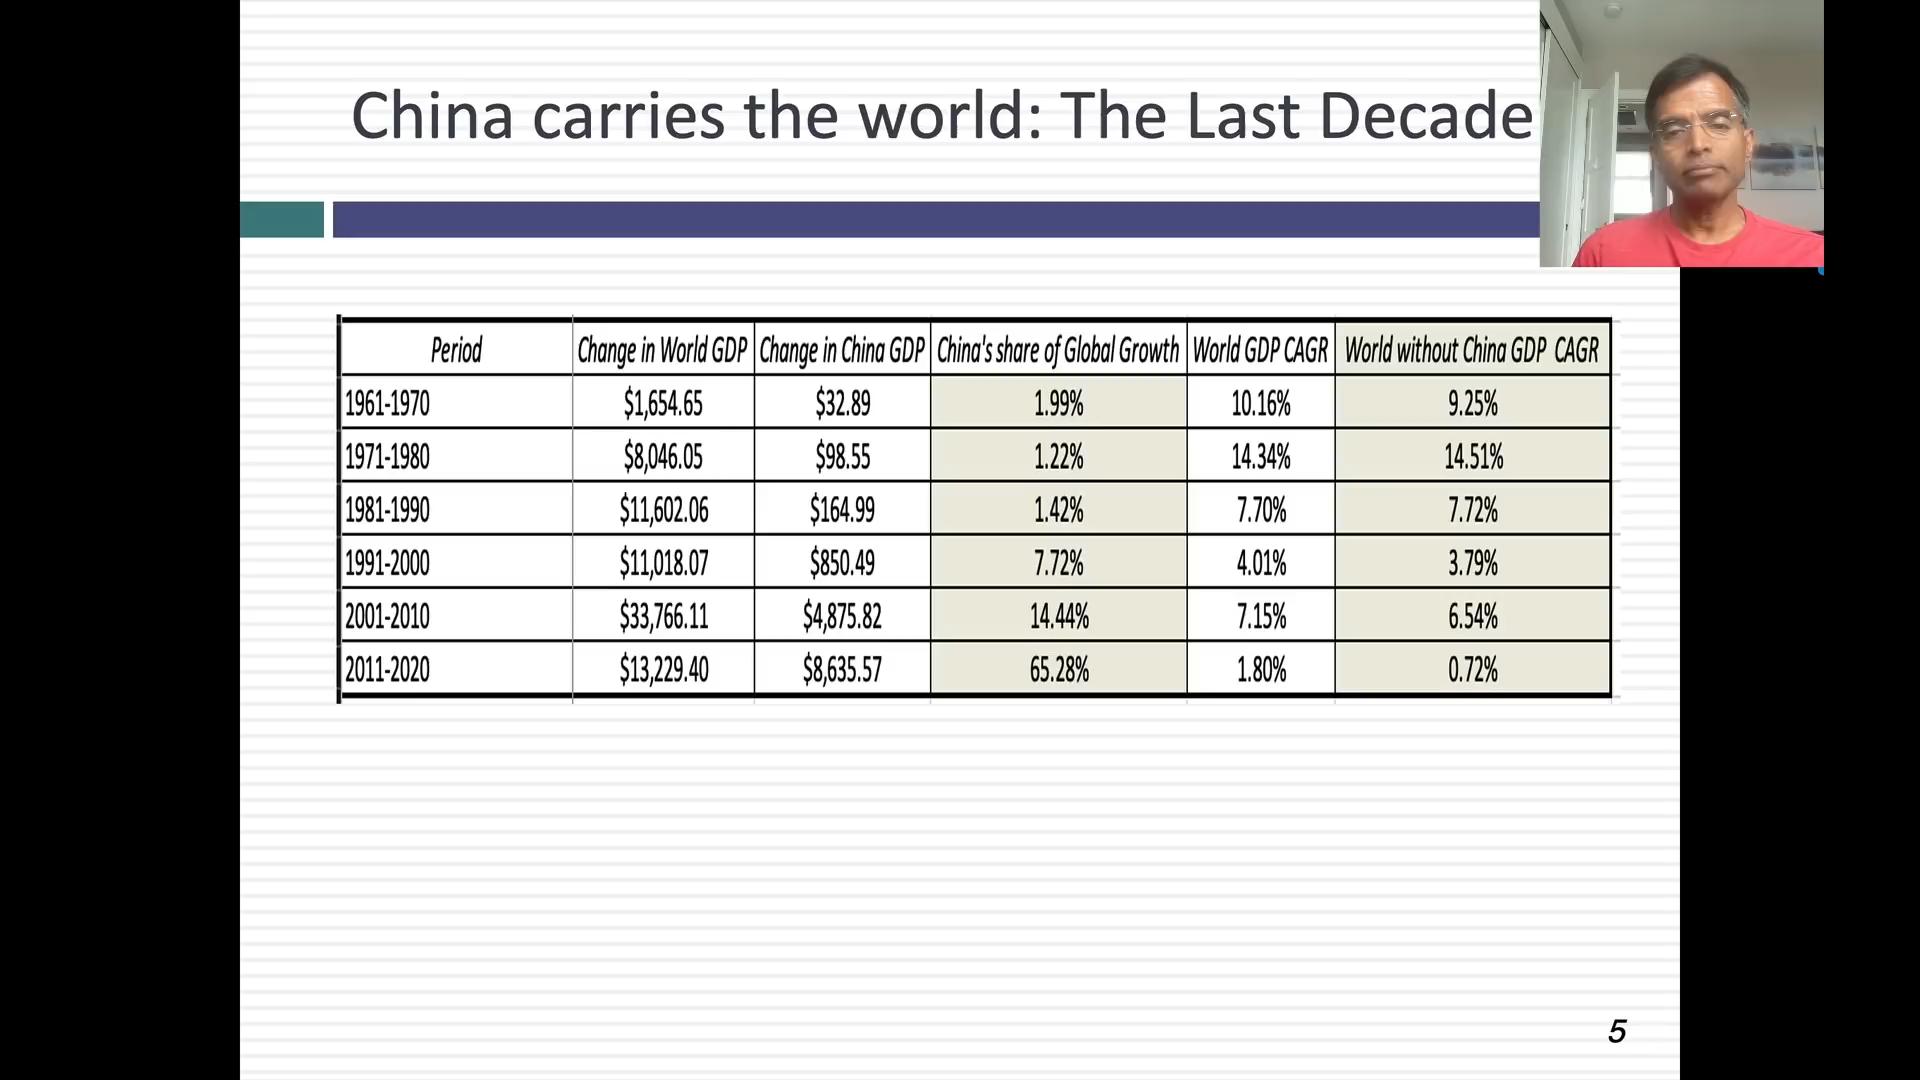 China carries the world: The Last Decade
Period Change in World GDP Change in China GDP China's share of Global Growth World GDP CAGR World without China GDP CAGR
1961-1970 $1,654.65 $32.89 1.99% 10.16% 9.25%
1971-1980 $8,046.05 $98.55 1.22% 14.34% 14.51%
1981-1990 $11,602.06 $164.99 1.42% 7.70% 7.72%
1991-2000 $11,018.07 $850.49 7.72% 4.01% 3.79%
2001-2010 $33,766.11 $4,875.82 14.44% 7.15% 6.54%
2011-2020 $13,229.40 $8,635.57 65.28% 1.80% 0.72%
5